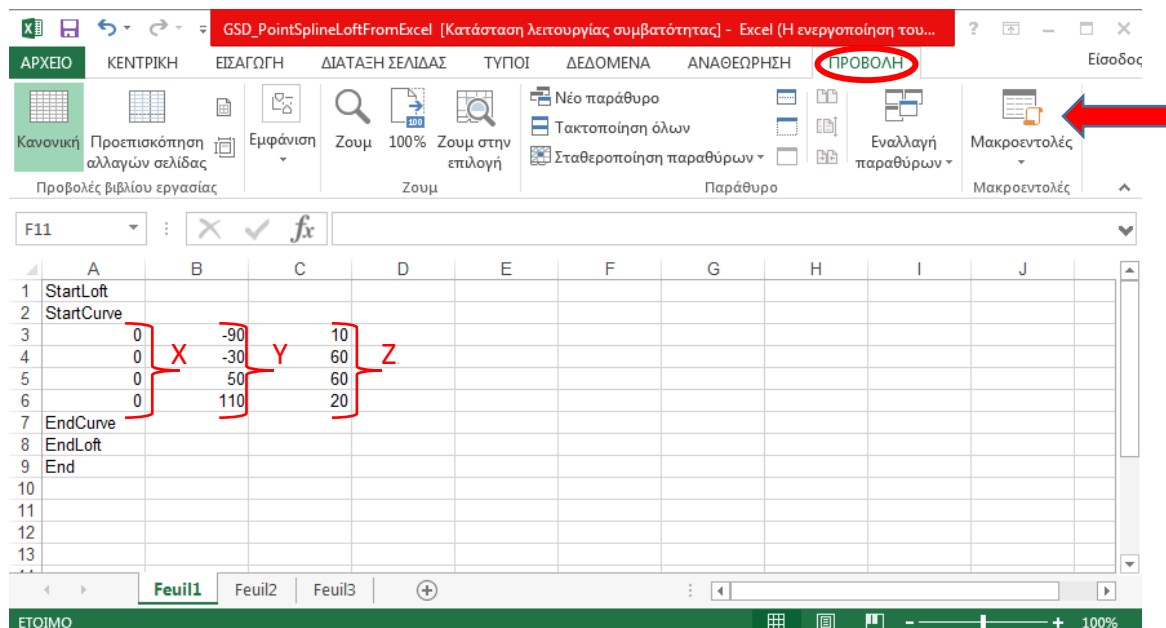 GSD_PointSplineLoftFromExcel [Κατάσταση λειτουργίας συμβατότητας] - Excel (Η ενεργοποίηση του...
ΑΡΧΕΙΟ ΚΕΝΤΡΙΚΗ ΕΙΣΑΓΩΓΗ ΔΙΑΤΑΞΗ ΣΕΛΙΔΑΣ ΤΥΠΟΙ ΔΕΔΟΜΕΝΑ ΑΝΑΘΕΩΡΗΣΗ ΠΡΟΒΟΛΗ Είσοδος
Κανονική
Προεπισκόπηση
αλλαγών σελίδας
Εμφάνιση
Ζουμ
100%
Ζουμ στην
επιλογή
Νέο παράθυρο
Τακτοποίηση όλων
Σταθεροποίηση παραθύρων
Εναλλαγή
παραθύρων
Μακροεντολές
Προβολές βιβλίου εργασίας Ζουμ Παράθυρο Μακροεντολές
F11 fx
A B C D E F G H I J
1 StartLoft
2 StartCurve
3 0 -90 10
4 0 X -30 Y 60 Z
5 0 50 60
6 0 110 20
7 EndCurve
8 EndLoft
9 End
10
11
12
13
Feuil1 Feuil2 Feuil3
ΕΤΟΙΜΟ 100%